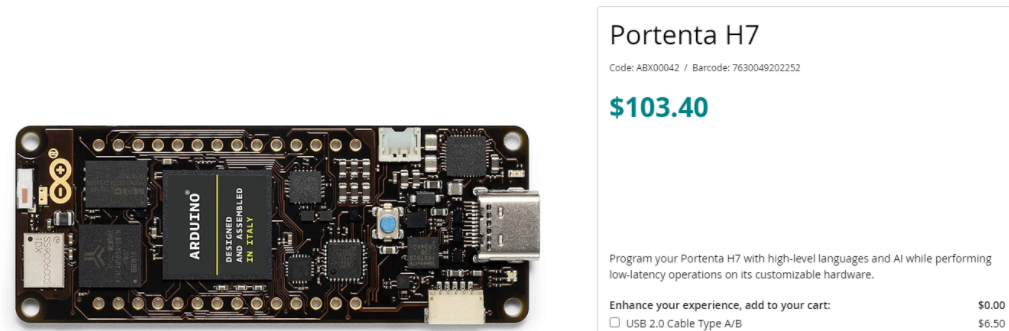 Portenta H7
Code: ABX00042 / Barcode: 7630049202252
$103.40
ARDUINO®
DESIGNED
AND ASSEMBLED
IN ITALY
Program your Portenta H7 with high-level languages and AI while performing
low-latency operations on its customizable hardware.
Enhance your experience, add to your cart: $0.00
USB 2.0 Cable Type A/B $6.50